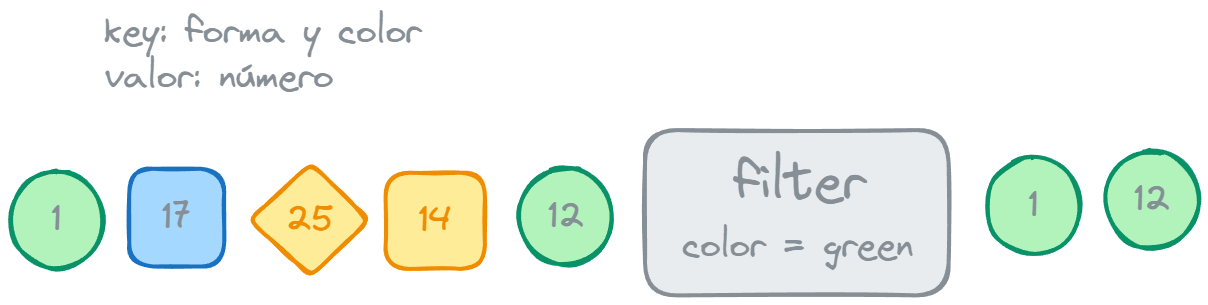 key: forma y color
valor: número
1
17
25
14
12
filter
color = green
1
12